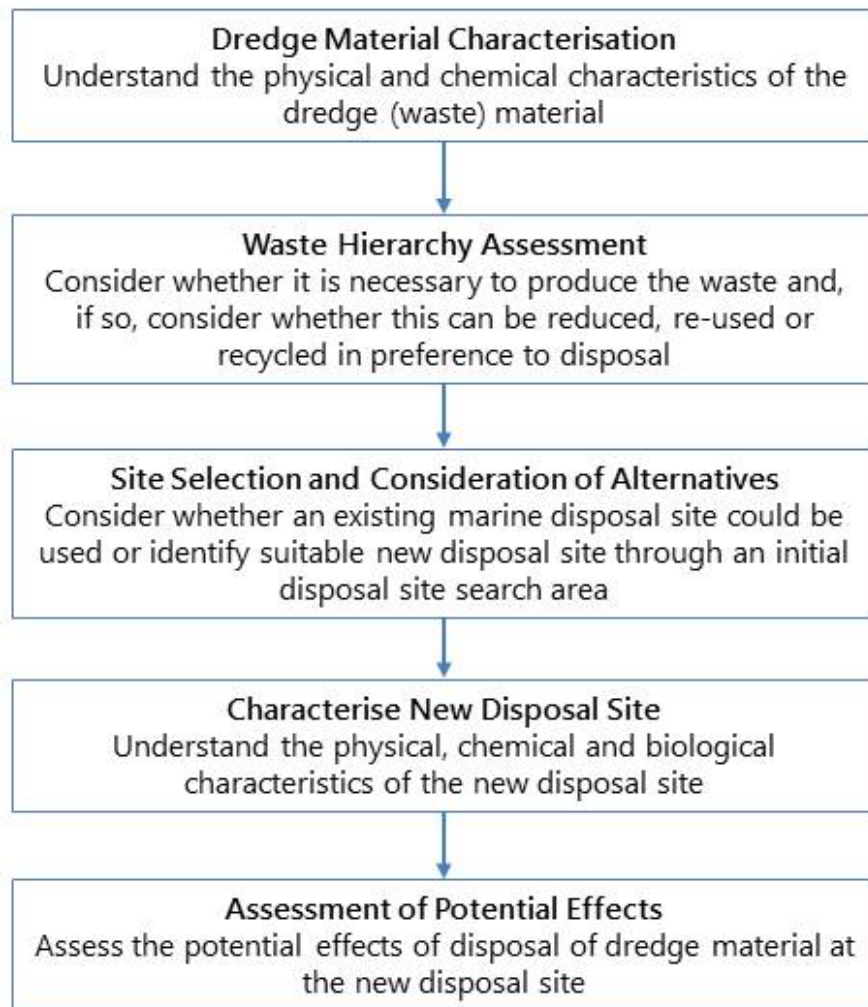 Dredge Material Characterisation
Understand the physical and chemical characteristics of the
dredge (waste) material
Waste Hierarchy Assessment
Consider whether it is necessary to produce the waste and,
if so, consider whether this can be reduced, re-used or
recycled in preference to disposal
Site Selection and Consideration of Alternatives
Consider whether an existing marine disposal site could be
used or identify suitable new disposal site through an initial
disposal site search area
Characterise New Disposal Site
Understand the physical, chemical and biological
characteristics of the new disposal site
Assessment of Potential Effects
Assess the potential effects of disposal of dredge material at
the new disposal site